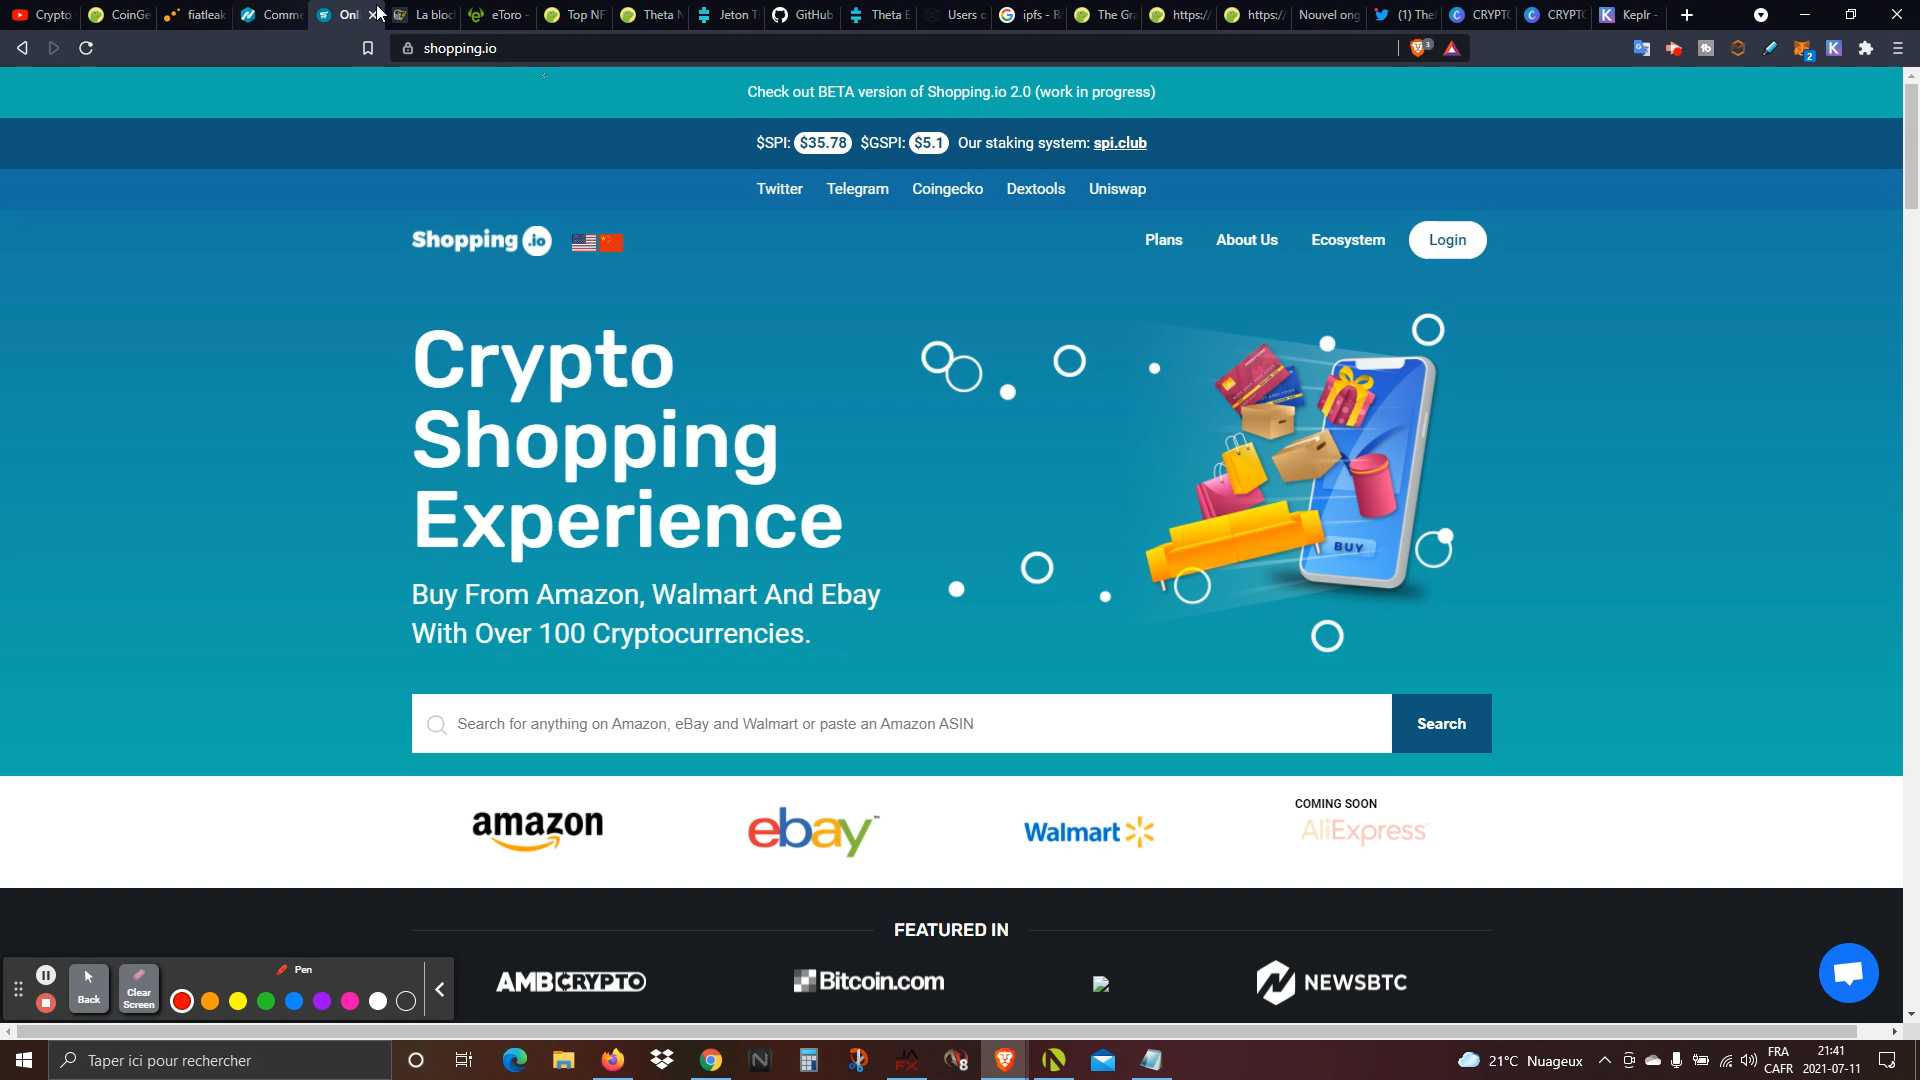 Crypto
CoinGe
fiatleak
Comme
Onl
La bloc
eToro -
Top NF
Theta N
Jeton T
GitHub
Theta E
Users o
ipfs - R
The Gra
https:/
https:/
Nouvel ong
(1) The
CRYPTO
CRYPTO
Keplr -
shopping.io
3
2
Check out BETA version of Shopping.io 2.0 (work in progress)
$SPI: $35.78 $GSPI: $5.1 Our staking system: spi.club
Twitter Telegram Coingecko Dextools Uniswap
Shopping .io
Plans About Us Ecosystem Login
Crypto
Shopping
Experience
BUY
Buy From Amazon, Walmart And Ebay
With Over 100 Cryptocurrencies.
Search for anything on Amazon, eBay and Walmart or paste an Amazon ASIN
Search
amazon
ebay™
Walmart
COMING SOON
AliExpress
FEATURED IN
AMBCRYPTO
Bitcoin.com
NEWSBTC
Back
Clear
Screen
Pen
Taper ici pour rechercher
21°C Nuageux
FRA
CAFR
21:41
2021-07-11